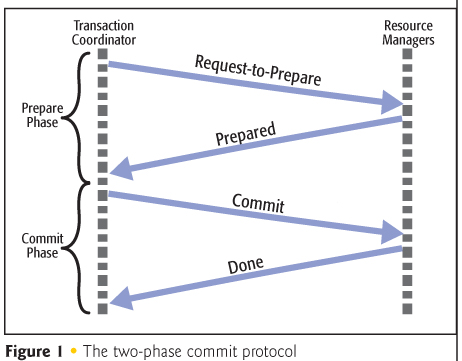 Transaction
Coordinator
Resource
Managers
Request-to-Prepare
Prepare
Phase
Prepared
Commit
Commit
Phase
Done
Figure 1 • The two-phase commit protocol